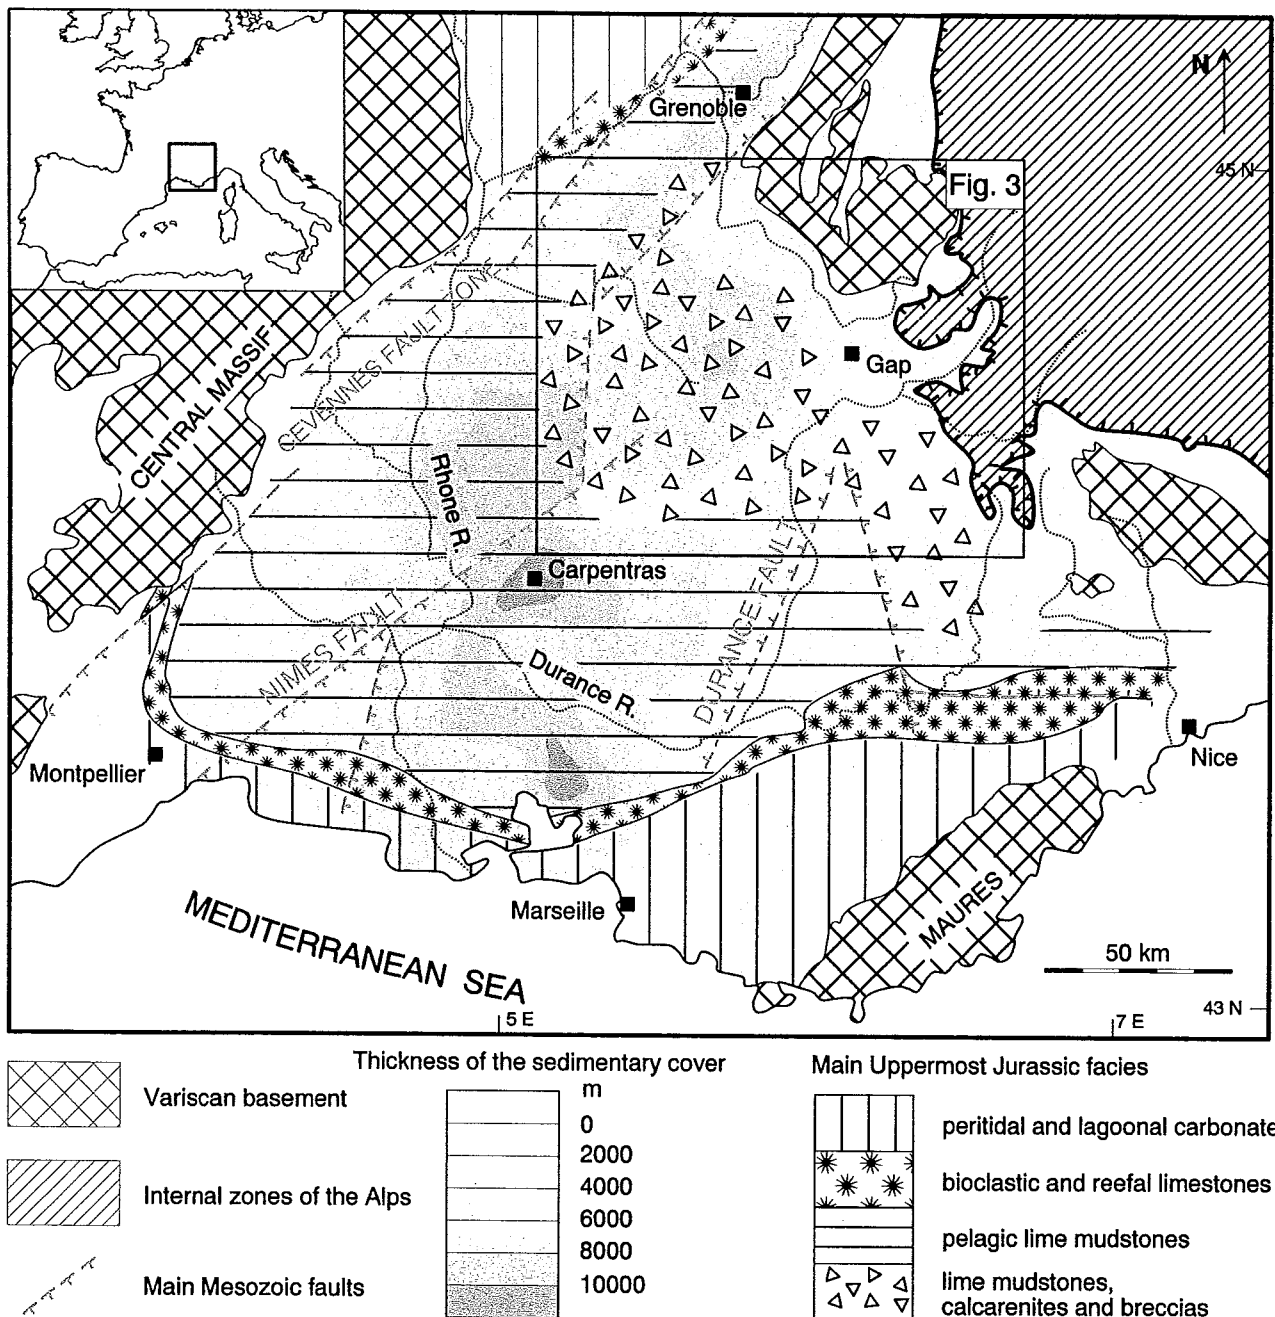 N
Grenoble
45 N
Fig. 3
CEVENNES FAULT ZONE
Gap
CENTRAL MASSIF
Rhone R.
Carpentras
NIMES FAULT
DURANCE FAULT
Durance R.
Montpellier
Nice
Marseille
MAURES
MEDITERRANEAN SEA
50 km
5 E
7 E
43 N
Thickness of the sedimentary cover
Main Uppermost Jurassic facies
m
Variscan basement
0
peritidal and lagoonal carbonate
2000
4000
Internal zones of the Alps
bioclastic and reefal limestones
6000
8000
pelagic lime mudstones
10000
Main Mesozoic faults
lime mudstones,
calcarenites and breccias